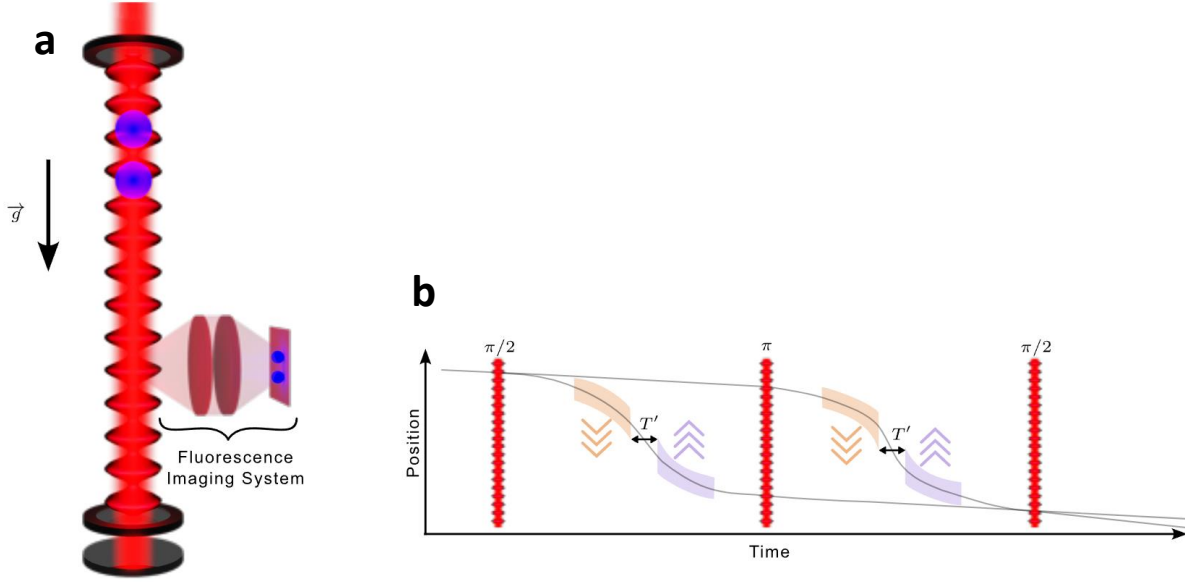 a
g
Fluorescence
Imaging System
b
π/2
π
π/2
T′
T′
Position
Time